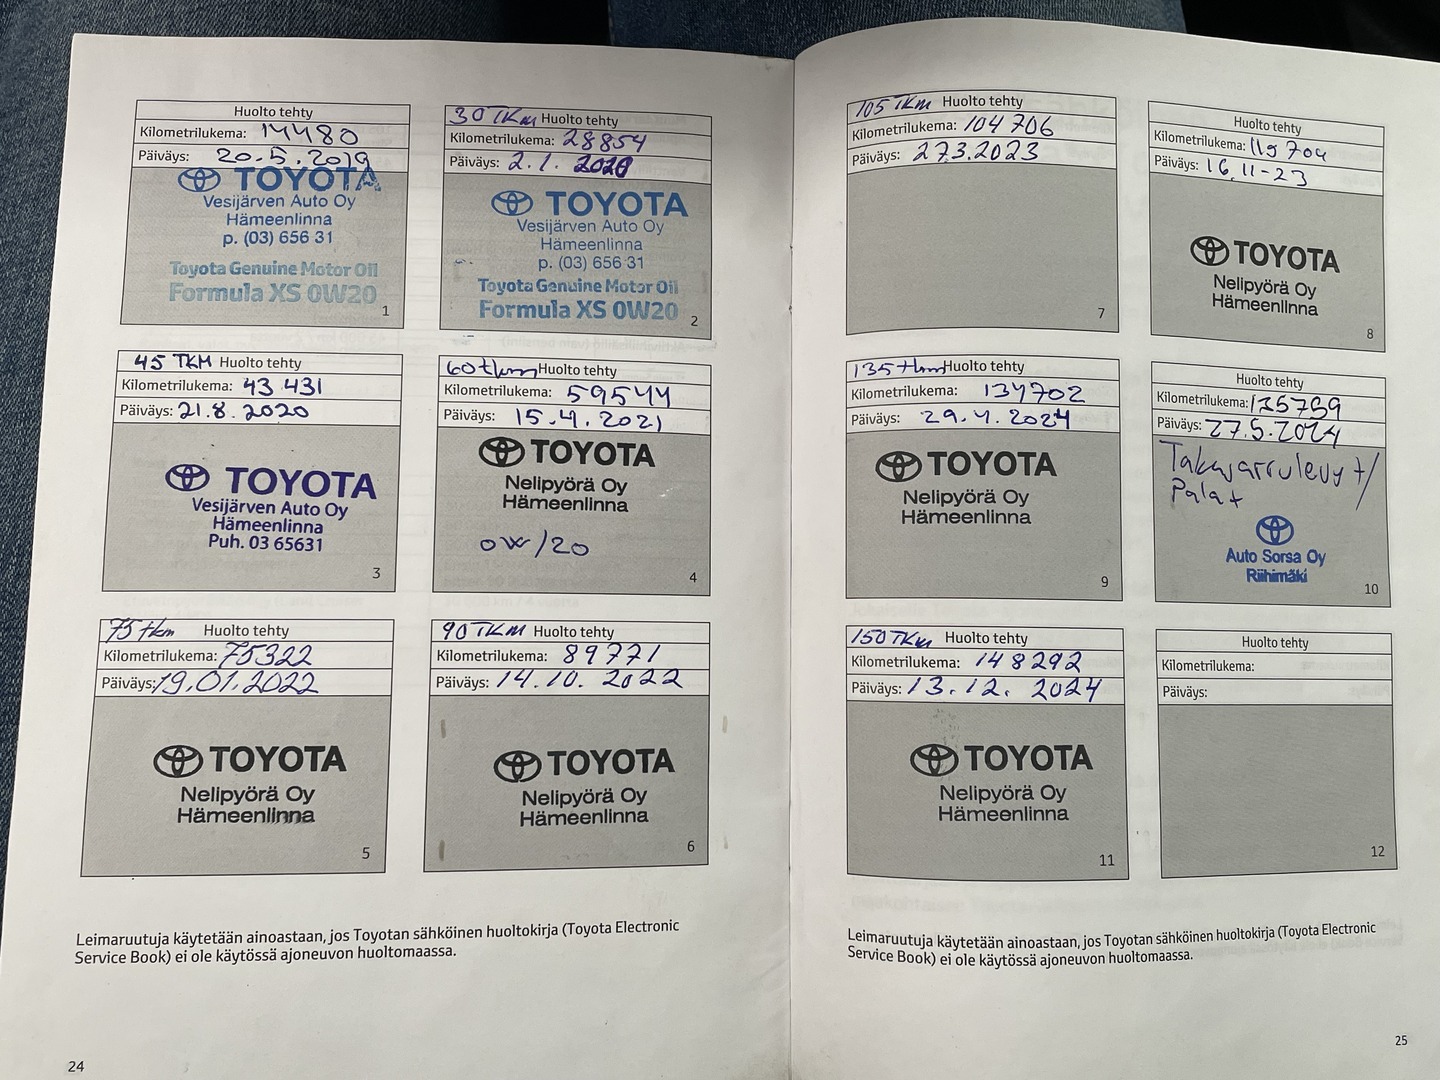 Huolto tehty
Kilometrilukema: 14480
Päiväys: 20.5.2019
TOYOTA
Vesijärven Auto Oy
Hämeenlinna
p. (03) 656 31
Toyota Genuine Motor Oil
Formula XS 0W20
1
30 TKm Huolto tehty
Kilometrilukema: 28854
Päiväys: 2.1.2020
TOYOTA
Vesijärven Auto Oy
Hämeenlinna
p. (03) 656 31
Toyota Genuine Motor Oil
Formula XS 0W20
2
45 TKM Huolto tehty
Kilometrilukema: 43 431
Päiväys: 21.8.2020
TOYOTA
Vesijärven Auto Oy
Hämeenlinna
Puh. 03 65631
3
60tkm Huolto tehty
Kilometrilukema: 59544
Päiväys: 15.4.2021
TOYOTA
Nelipyörä Oy
Hämeenlinna
0W/20
4
75tkm Huolto tehty
Kilometrilukema: 75322
Päiväys: 19.01.2022
TOYOTA
Nelipyörä Oy
Hämeenlinna
5
90 TKm Huolto tehty
Kilometrilukema: 89771
Päiväys: 14.10.2022
TOYOTA
Nelipyörä Oy
Hämeenlinna
6
Leimaruutuja käytetään ainoastaan, jos Toyotan sähköinen huoltokirja (Toyota Electronic
Service Book) ei ole käytössä ajoneuvon huoltomaassa.
24
105 TKm Huolto tehty
Kilometrilukema: 104 706
Päiväys: 27.3.2023
7
Huolto tehty
Kilometrilukema: 119704
Päiväys: 16.11-23
TOYOTA
Nelipyörä Oy
Hämeenlinna
8
135tkm Huolto tehty
Kilometrilukema: 134702
Päiväys: 29.4.2024
TOYOTA
Nelipyörä Oy
Hämeenlinna
9
Huolto tehty
Kilometrilukema: 135759
Päiväys: 27.5.2024
Takajarrulevyt/
Palat
Auto Sorsa Oy
Riihimäki
10
150 TKm Huolto tehty
Kilometrilukema: 148292
Päiväys: 13.12.2024
TOYOTA
Nelipyörä Oy
Hämeenlinna
11
Huolto tehty
Kilometrilukema:
Päiväys:
12
Leimaruutuja käytetään ainoastaan, jos Toyotan sähköinen huoltokirja (Toyota Electronic
Service Book) ei ole käytössä ajoneuvon huoltomaassa.
25